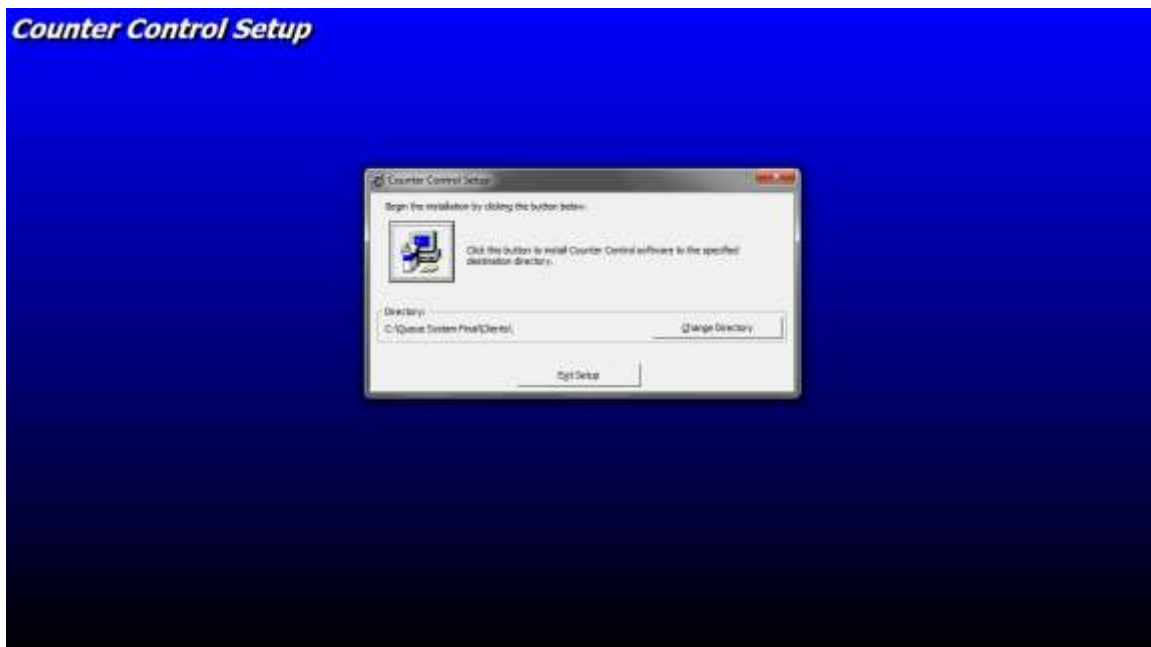 Counter Control Setup
Counter Control Setup
Begin the installation by clicking the button below.
Click this button to install Counter Control software to the specified
destination directory.
Directory:
C:\Queue System Final\Clients\
Change Directory
Exit Setup